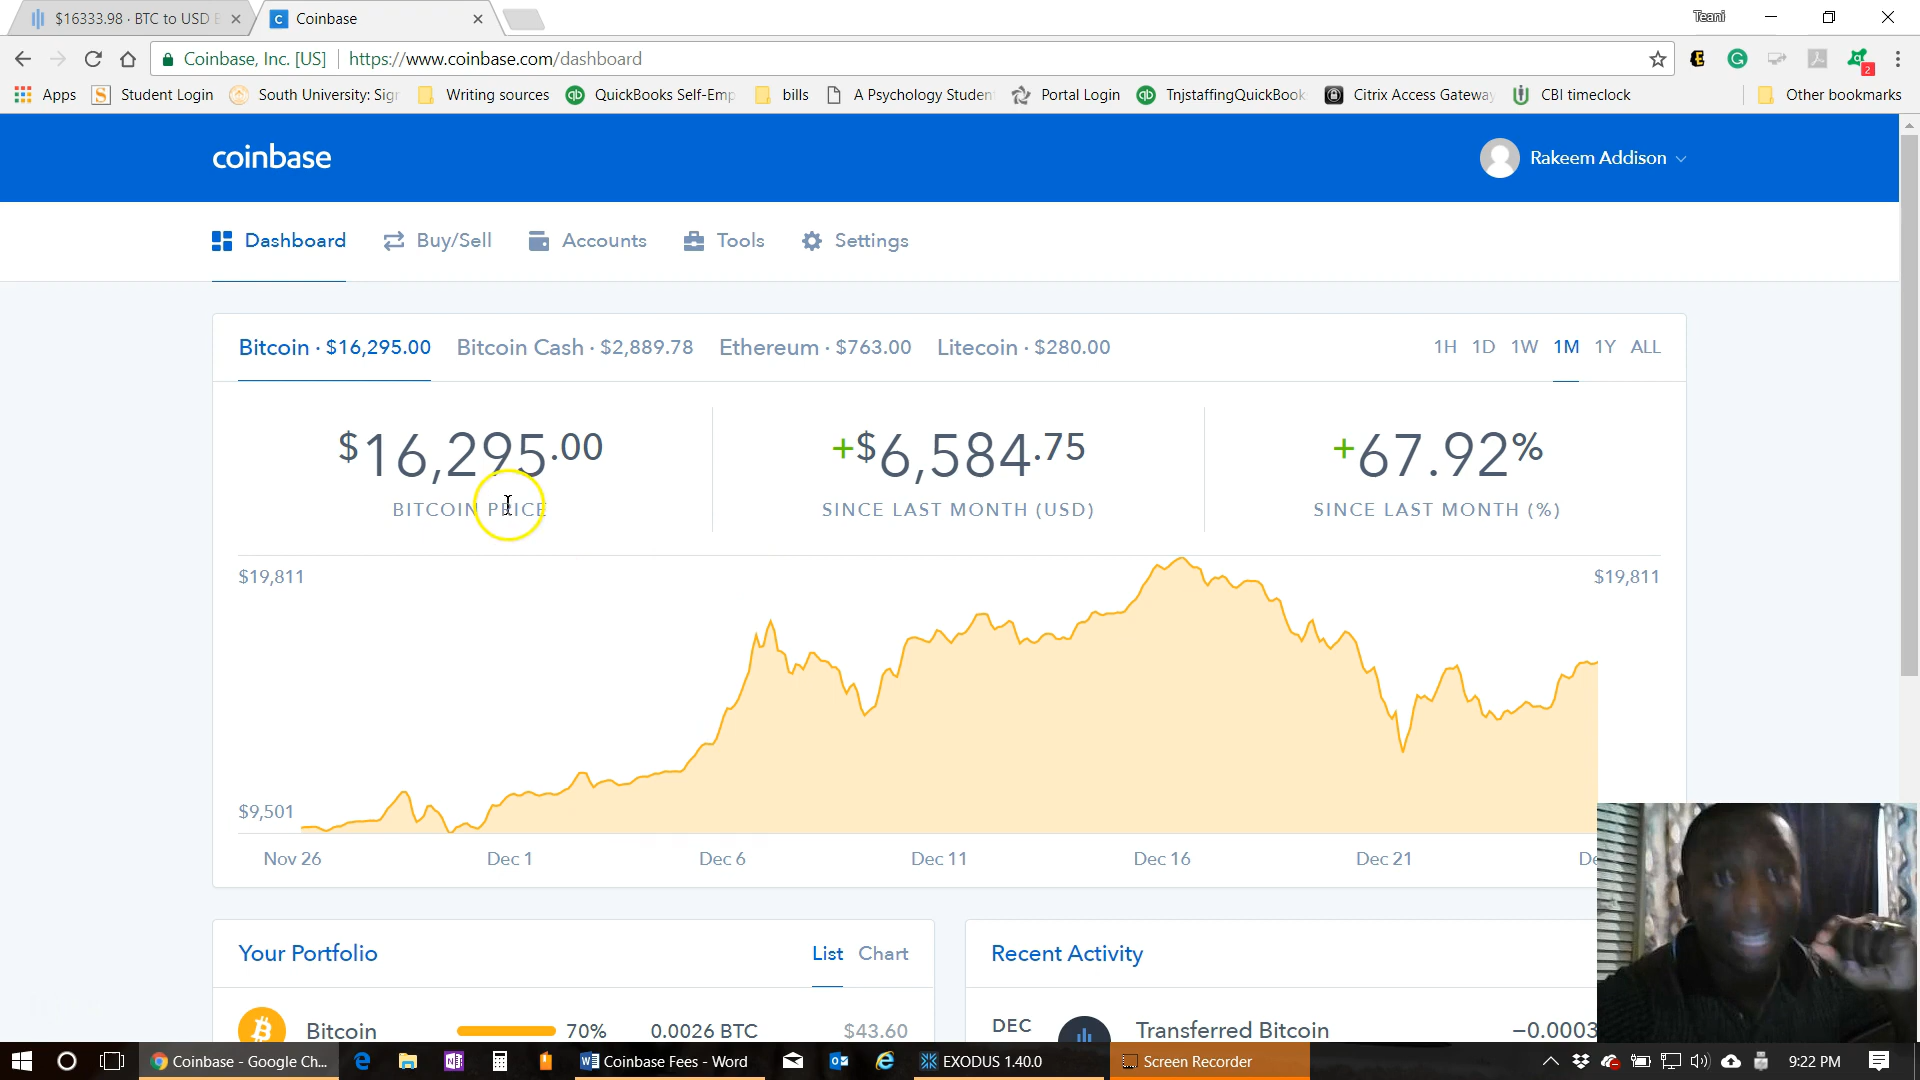 $16333.98 · BTC to USD E
Coinbase
Teani
Coinbase, Inc. [US]
https://www.coinbase.com/dashboard
Apps
Student Login
South University: Sig
Writing sources
QuickBooks Self-Emp
bills
A Psychology Studen
Portal Login
TnjstaffingQuickBook
Citrix Access Gateway
CBI timeclock
Other bookmarks
coinbase
Rakeem Addison
Dashboard
Buy/Sell
Accounts
Tools
Settings
Bitcoin · $16,295.00
Bitcoin Cash · $2,889.78
Ethereum · $763.00
Litecoin · $280.00
1H 1D 1W 1M 1Y ALL
$16,295.00
BITCOIN PRICE
+$6,584.75
SINCE LAST MONTH (USD)
+67.92%
SINCE LAST MONTH (%)
$19,811
$19,811
$9,501
Nov 26
Dec 1
Dec 6
Dec 11
Dec 16
Dec 21
De
Your Portfolio
List
Chart
Bitcoin
70%
0.0026 BTC
$43.60
Recent Activity
DEC
Transferred Bitcoin
−0.0003
Coinbase - Google Ch...
Coinbase Fees - Word
EXODUS 1.40.0
Screen Recorder
9:22 PM